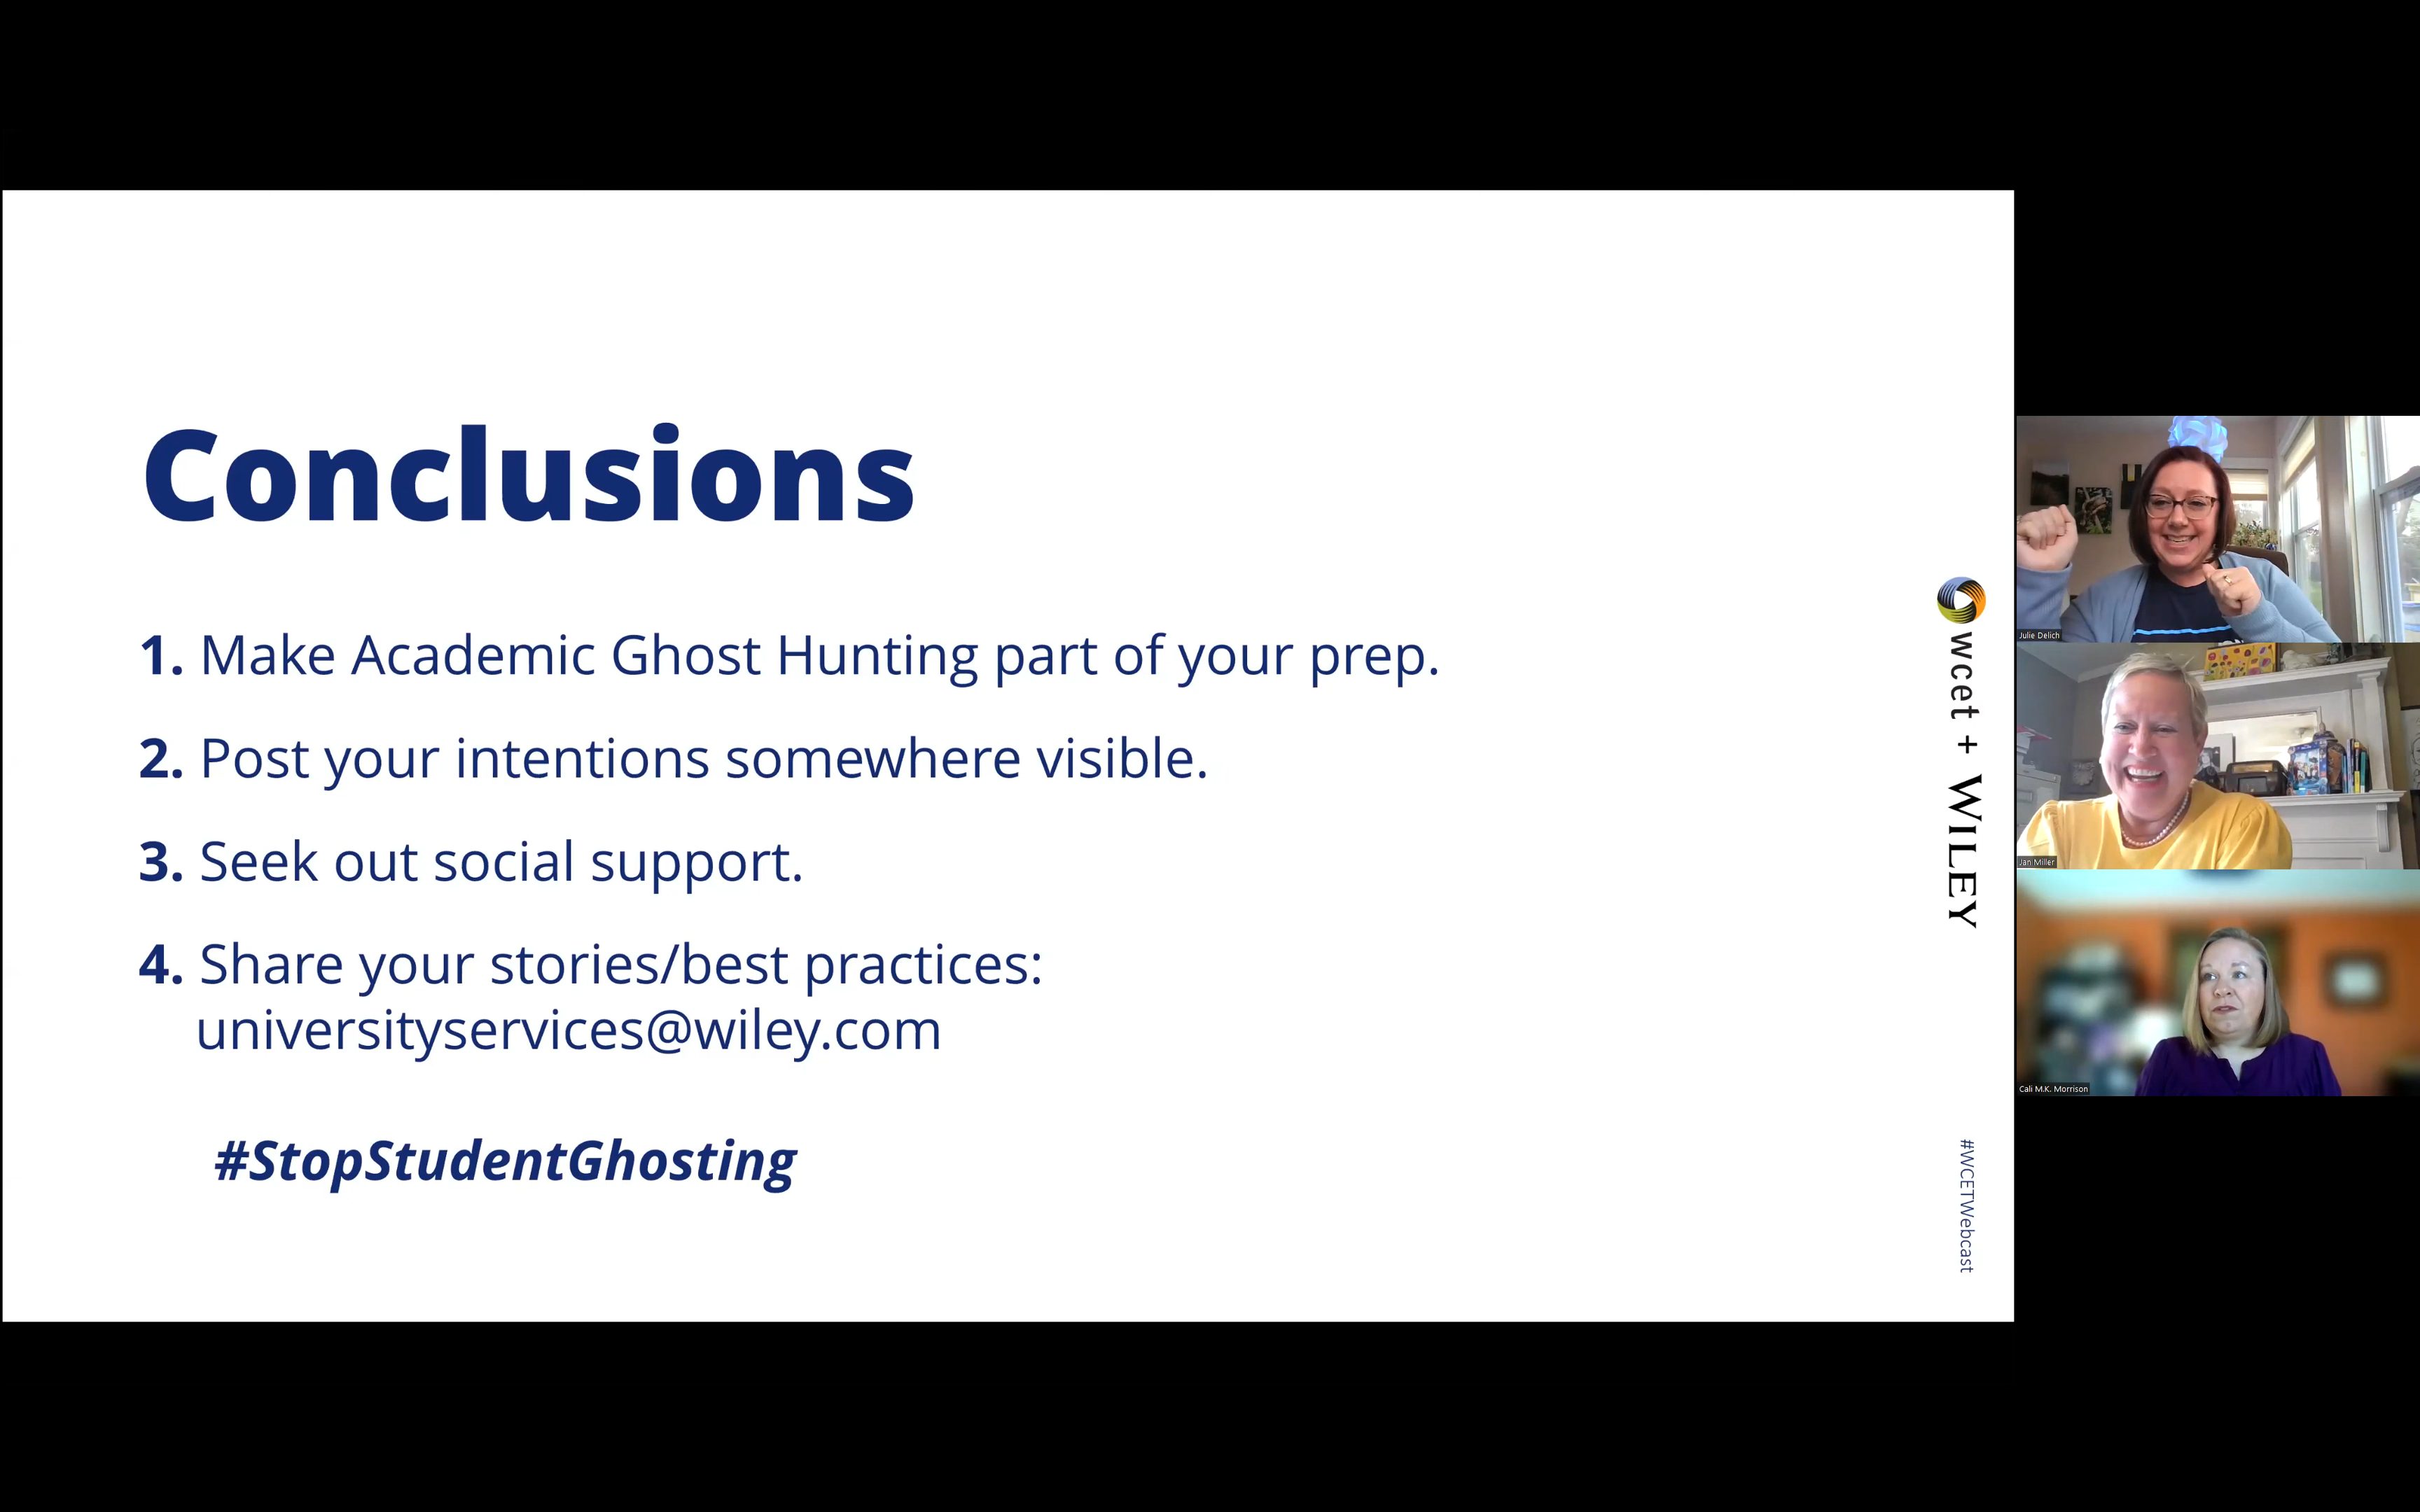 Conclusions
1. Make Academic Ghost Hunting part of your prep.
2. Post your intentions somewhere visible.
3. Seek out social support.
4. Share your stories/best practices:
universityservices@wiley.com
#StopStudentGhosting
wcet + WILEY
#WCETWebcast
Julie Delich
Jan Miller
Cali M.K. Morrison